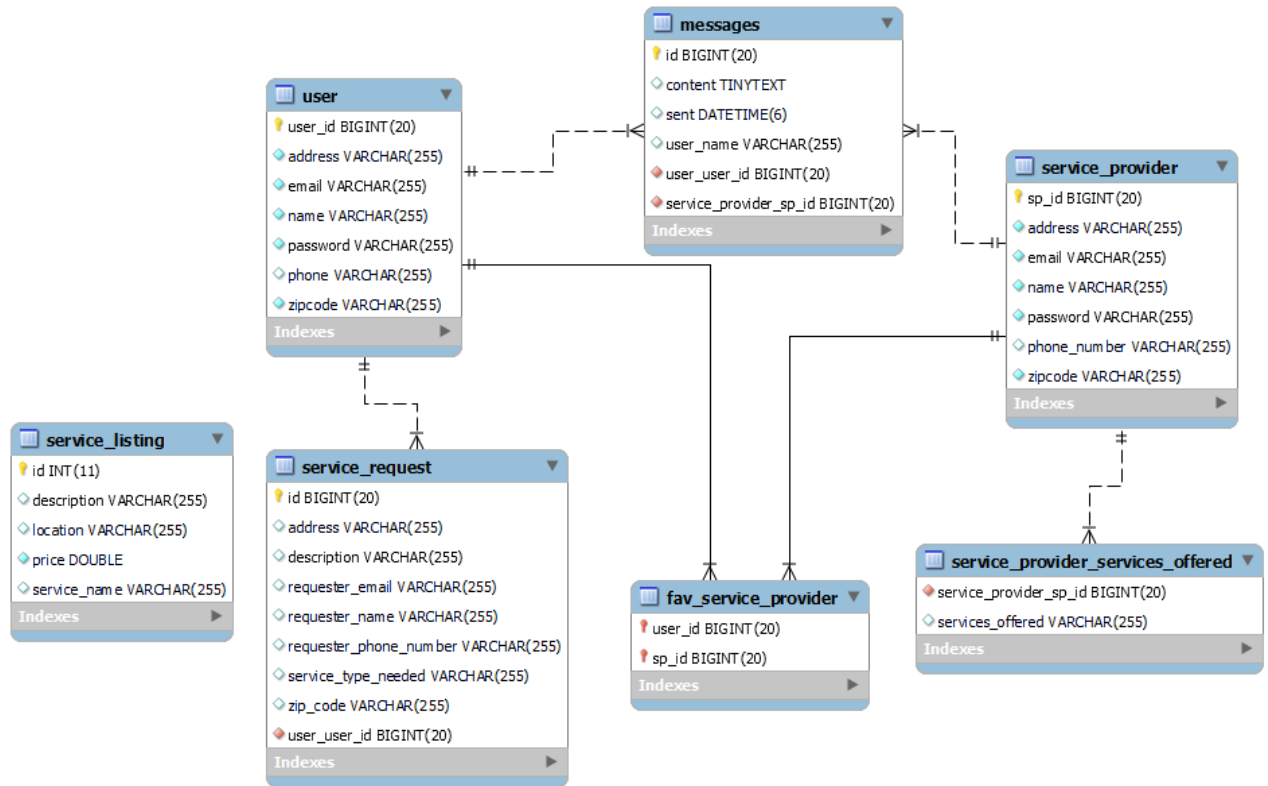 messages
id BIGINT(20)
content TINYTEXT
sent DATETIME(6)
user_name VARCHAR(255)
user_user_id BIGINT(20)
service_provider_sp_id BIGINT(20)
Indexes
user
user_id BIGINT(20)
address VARCHAR(255)
email VARCHAR(255)
name VARCHAR(255)
password VARCHAR(255)
phone VARCHAR(255)
zipcode VARCHAR(255)
Indexes
service_provider
sp_id BIGINT(20)
address VARCHAR(255)
email VARCHAR(255)
name VARCHAR(255)
password VARCHAR(255)
phone_number VARCHAR(255)
zipcode VARCHAR(255)
Indexes
service_listing
id INT(11)
description VARCHAR(255)
location VARCHAR(255)
price DOUBLE
service_name VARCHAR(255)
Indexes
service_request
id BIGINT(20)
address VARCHAR(255)
description VARCHAR(255)
requester_email VARCHAR(255)
requester_name VARCHAR(255)
requester_phone_number VARCHAR(255)
service_type_needed VARCHAR(255)
zip_code VARCHAR(255)
user_user_id BIGINT(20)
Indexes
fav_service_provider
user_id BIGINT(20)
sp_id BIGINT(20)
Indexes
service_provider_services_offered
service_provider_sp_id BIGINT(20)
services_offered VARCHAR(255)
Indexes